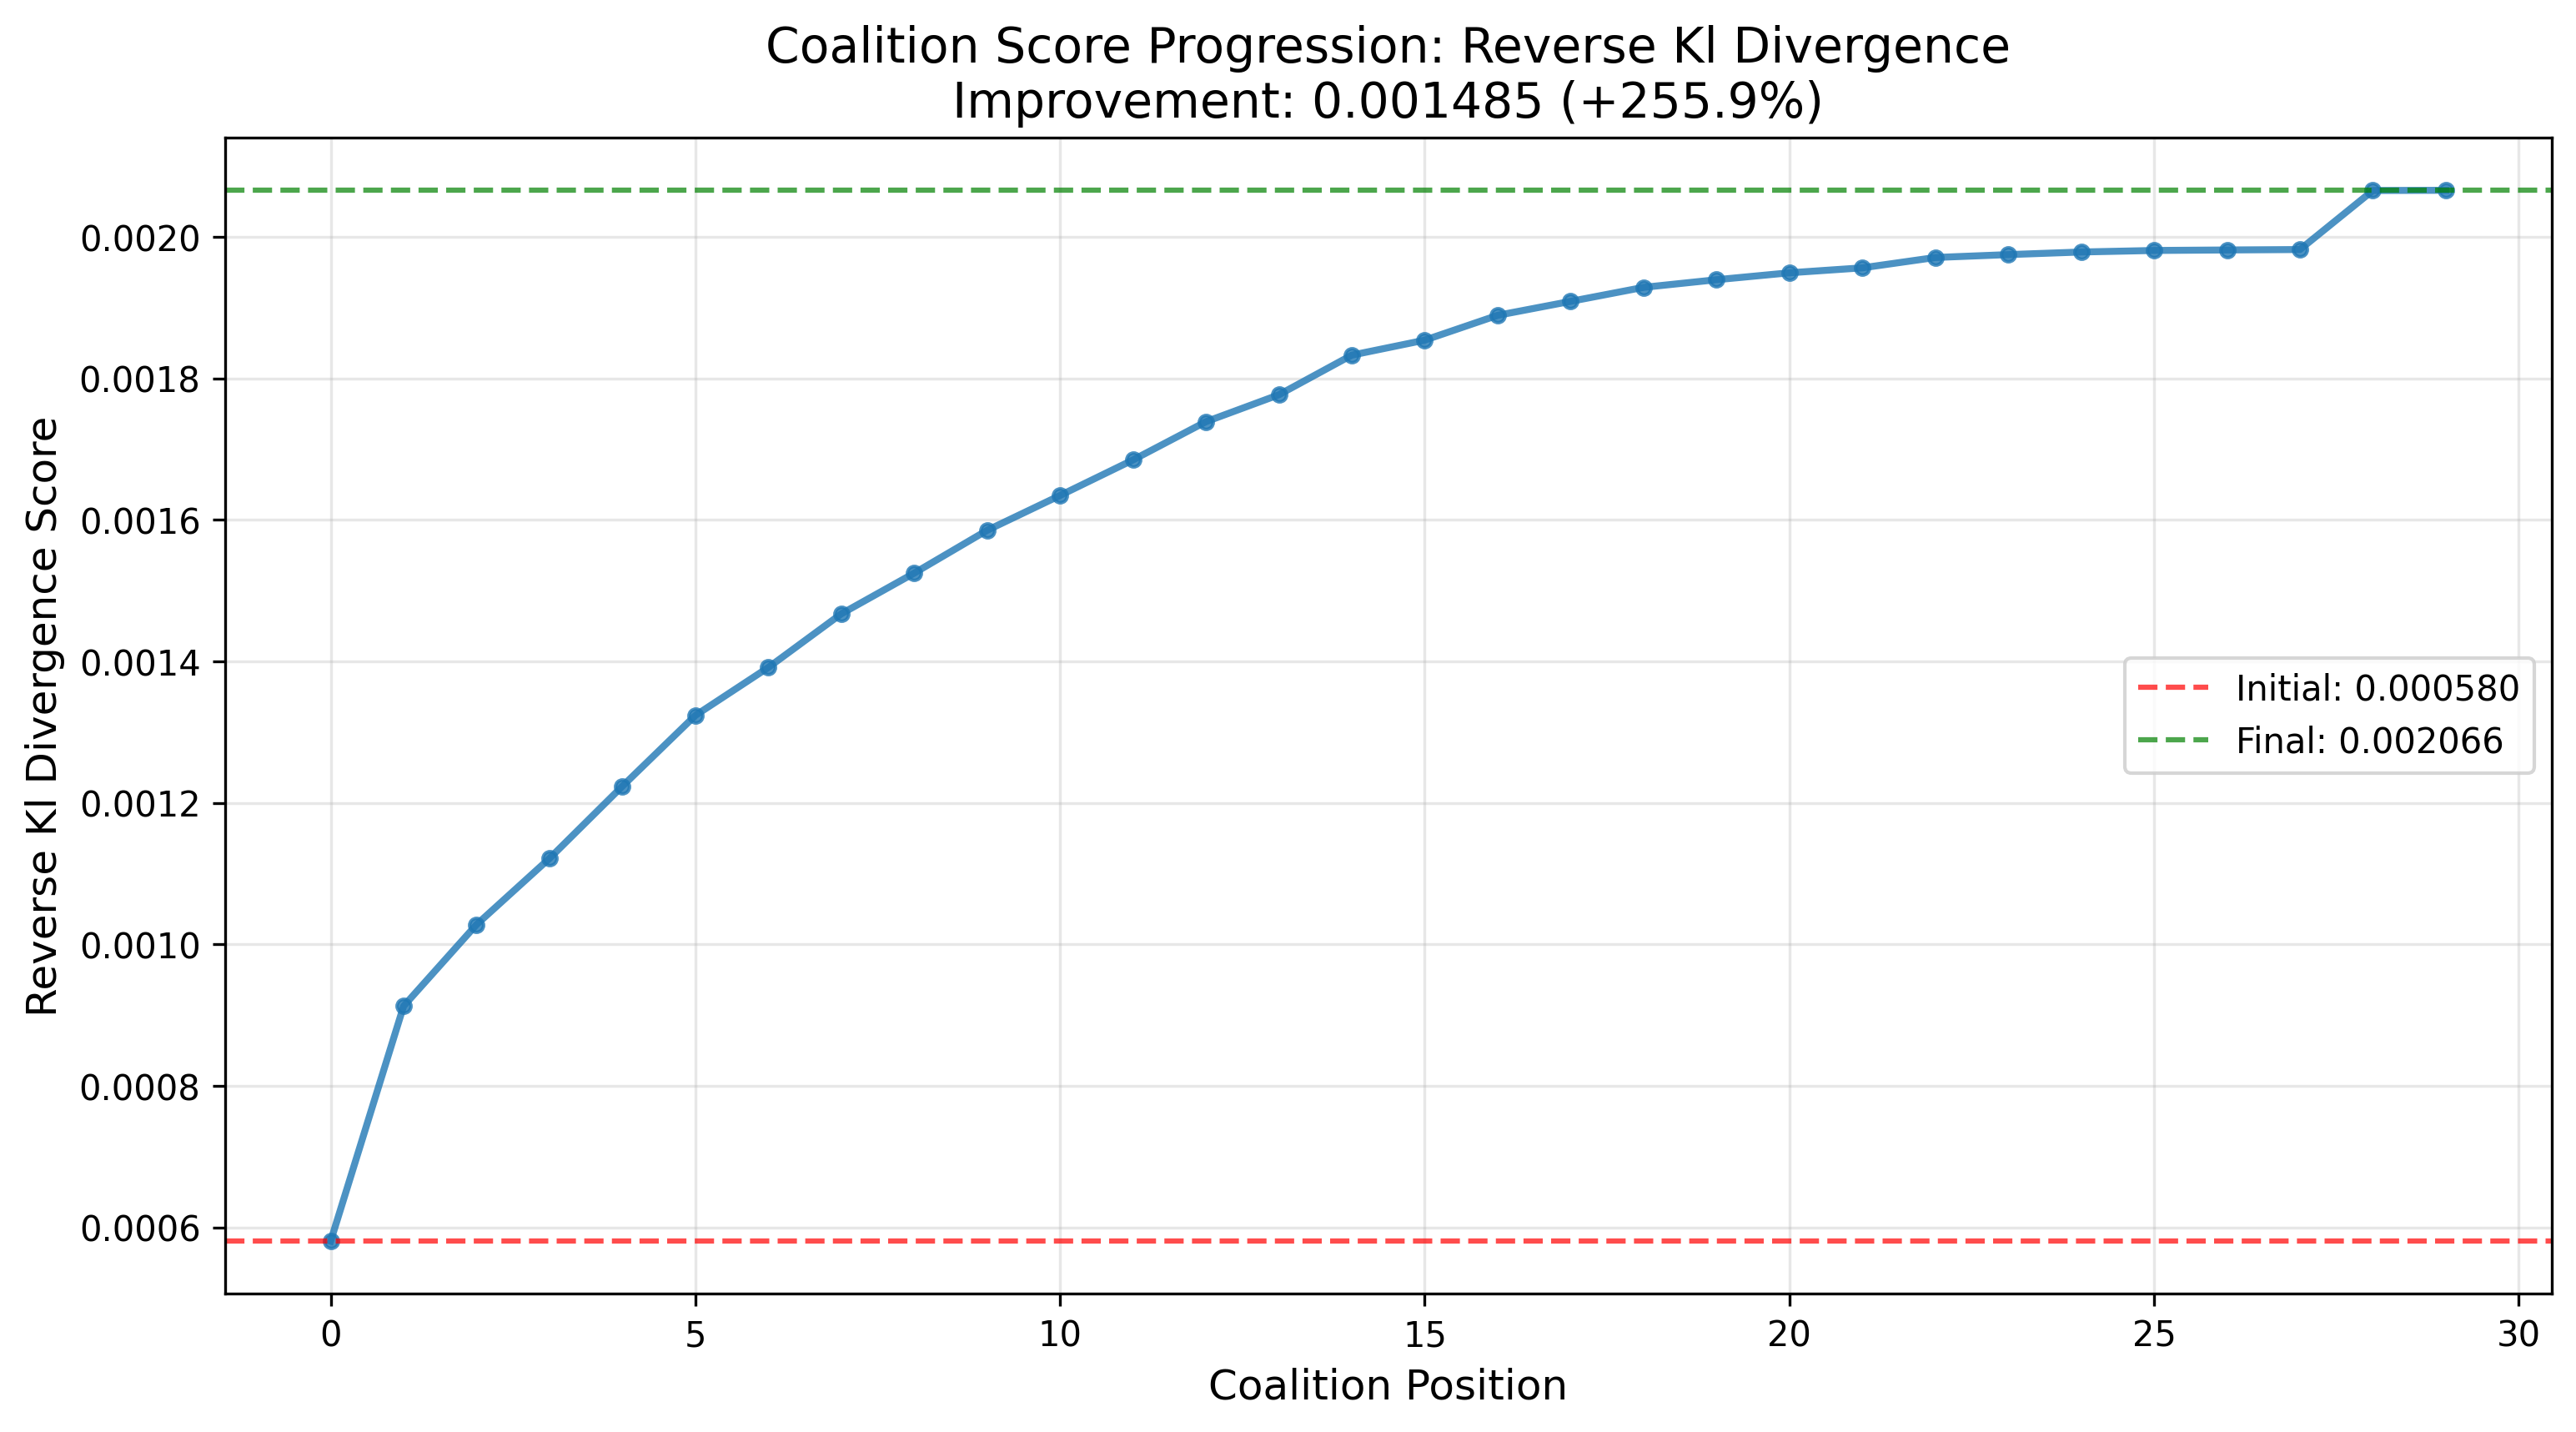 Coalition Score Progression: Reverse Kl Divergence
Improvement: 0.001485 (+255.9%)
Reverse Kl Divergence Score
0.0020
0.0018
0.0016
0.0014
0.0012
0.0010
0.0008
0.0006
Initial: 0.000580
Final: 0.002066
0 5 10 15 20 25 30
Coalition Position